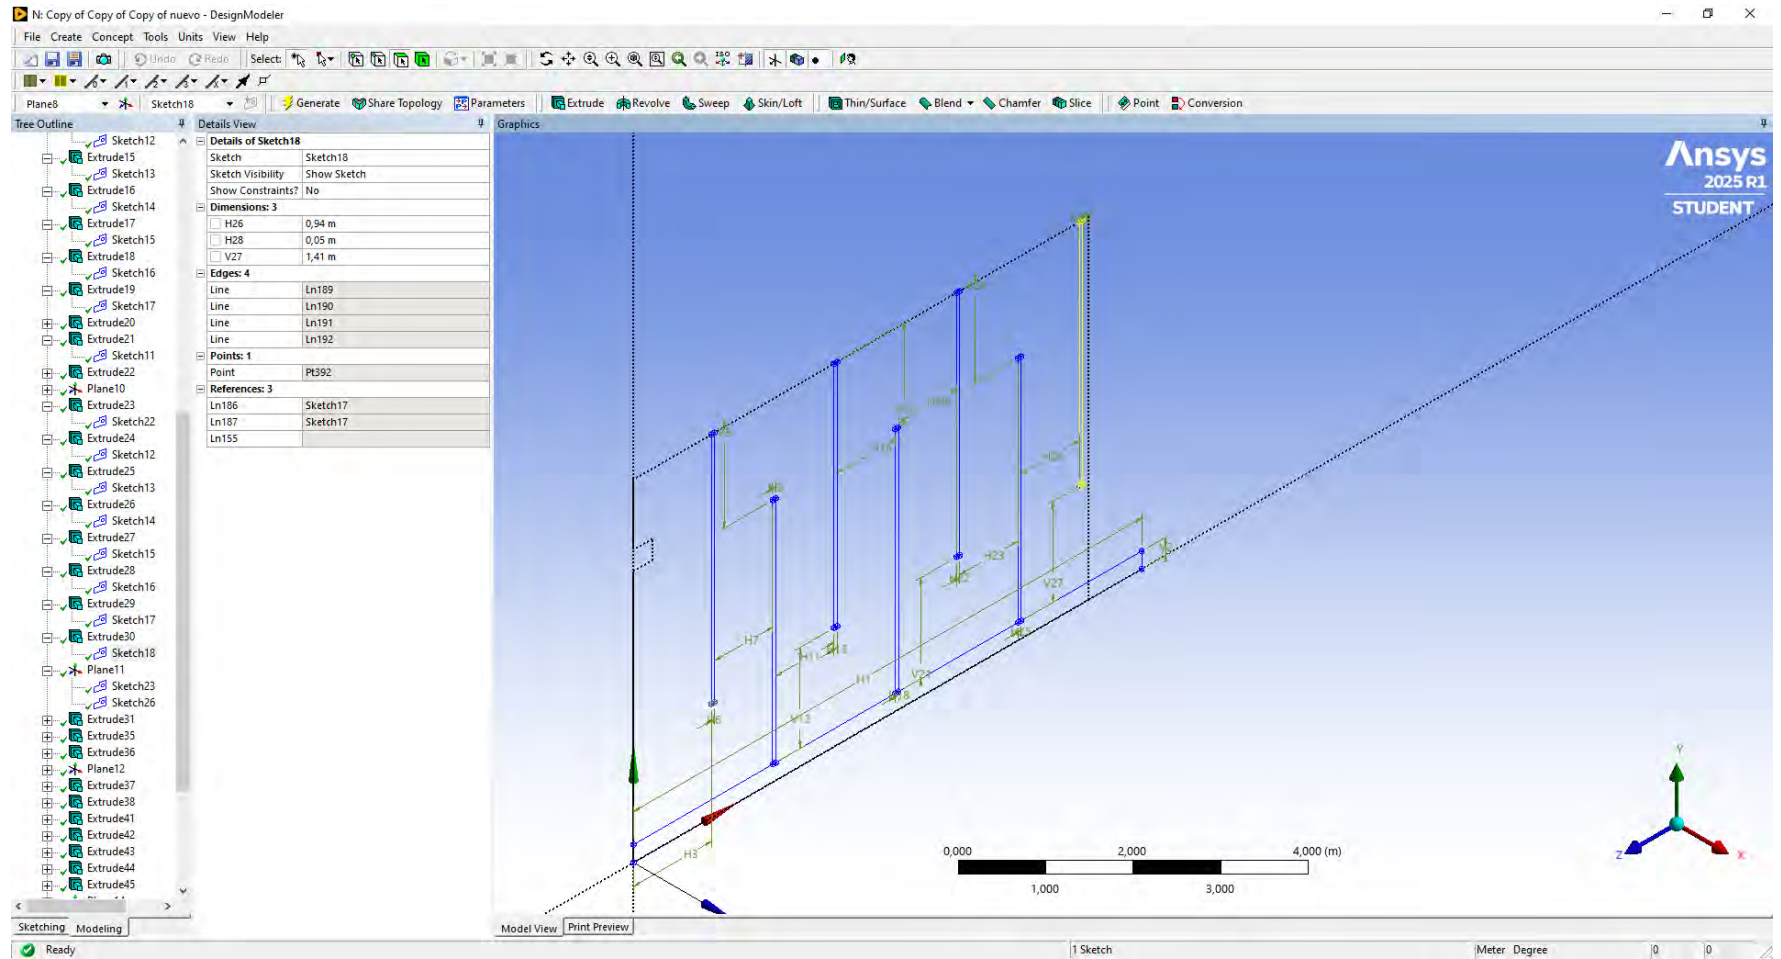 N: Copy of Copy of Copy of nuevo - DesignModeler
File Create Concept Tools Units View Help
Undo Redo Select:
Plane8 Sketch18 Generate Share Topology Parameters Extrude Revolve Sweep Skin/Loft Thin/Surface Blend Chamfer Slice Point Conversion
Tree Outline
Sketch12
Extrude15
Sketch13
Extrude16
Sketch14
Extrude17
Sketch15
Extrude18
Sketch16
Extrude19
Sketch17
Extrude20
Extrude21
Sketch11
Extrude22
Plane10
Extrude23
Sketch22
Extrude24
Sketch12
Extrude25
Sketch13
Extrude26
Sketch14
Extrude27
Sketch15
Extrude28
Sketch16
Extrude29
Sketch17
Extrude30
Sketch18
Plane11
Sketch23
Sketch26
Extrude31
Extrude35
Extrude36
Plane12
Extrude37
Extrude38
Extrude41
Extrude42
Extrude43
Extrude44
Extrude45
Sketching Modeling
Details View
Details of Sketch18
Sketch Sketch18
Sketch Visibility Show Sketch
Show Constraints? No
Dimensions: 3
H26 0,94 m
H28 0,05 m
V27 1,41 m
Edges: 4
Line Ln189
Line Ln190
Line Ln191
Line Ln192
Points: 1
Point Pt392
References: 3
Ln186 Sketch17
Ln187 Sketch17
Ln155
Graphics
Ansys
2025 R1
STUDENT
H23
V27
H7
H11
H1
V12
H3
0,000 2,000 4,000 (m)
1,000 3,000
Y
Z
X
Model View Print Preview
Ready 1 Sketch Meter Degree 0 0